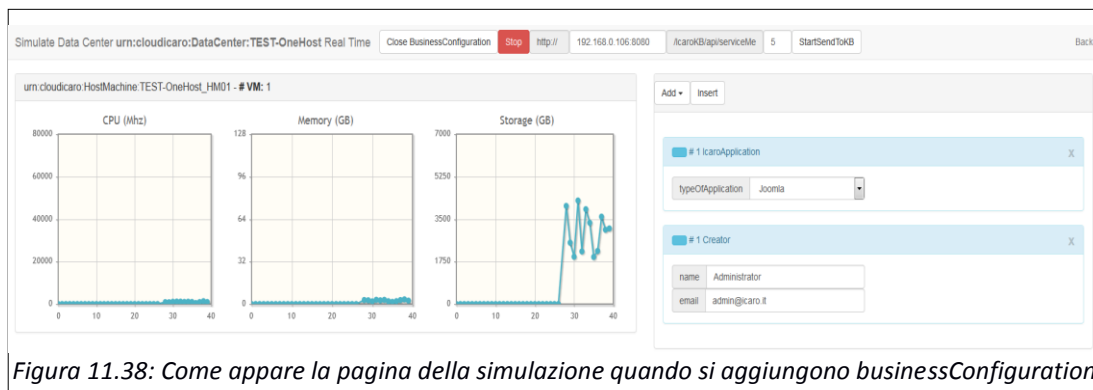 Simulate Data Center urn:cloudicaro:DataCenter:TEST-OneHost Real Time Close BusinessConfiguration Stop http:// 192.168.0.106:8080 /IcaroKB/api/serviceMe 5 StartSendToKB Back
urn:cloudicaro:HostMachine:TEST-OneHost_HM01 - # VM: 1
CPU (Mhz)
80000
60000
40000
20000
0
0 10 20 30 40
Memory (GB)
128
96
64
32
0
0 10 20 30 40
Storage (GB)
7000
5250
3500
1750
0
0 10 20 30 40
Add Insert
# 1 IcaroApplication X
typeOfApplication Joomla
# 1 Creator X
name Administrator
email admin@icaro.it
Figura 11.38: Come appare la pagina della simulazione quando si aggiungono businessConfiguration